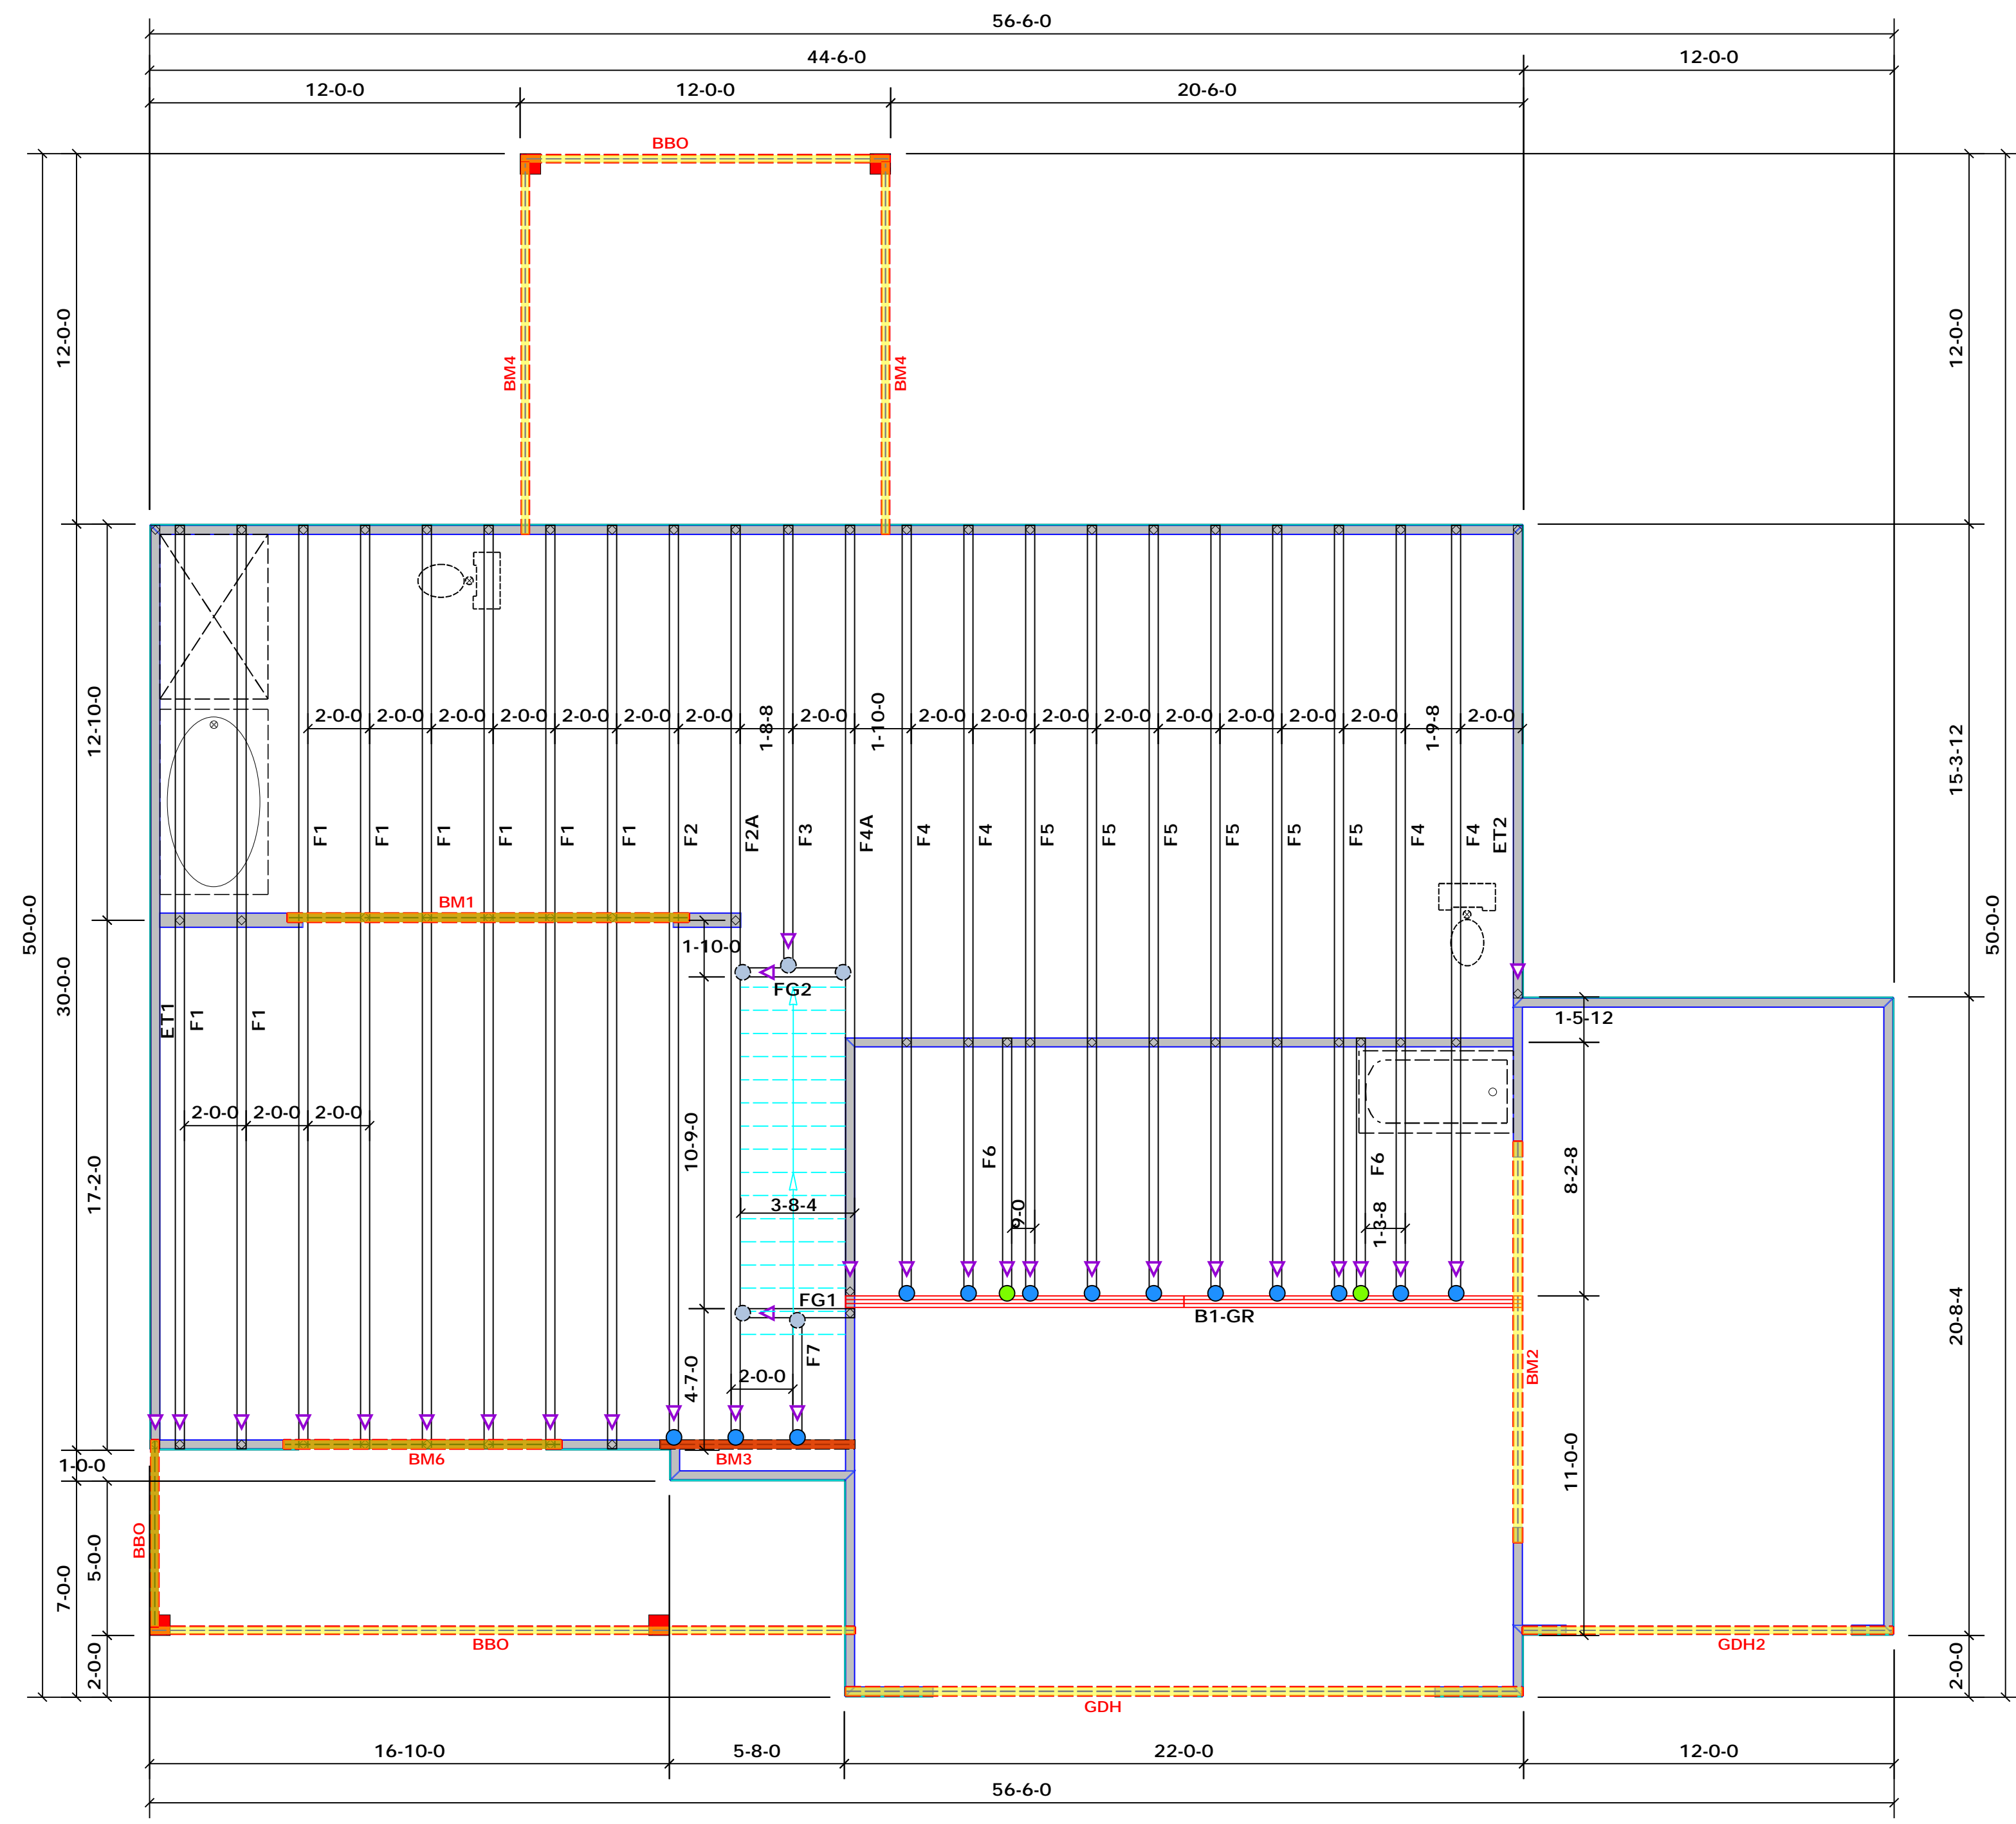 56-6-0
44-6-0
12-0-0
12-0-0
12-0-0
20-6-0
BBO
12-0-0
BM4
BM4
12-0-0
50-0-0
12-10-0
30-0-0
17-2-0
2-0-0
2-0-0
2-0-0
2-0-0
2-0-0
2-0-0
2-0-0
1-8-8
2-0-0
1-10-0
2-0-0
2-0-0
2-0-0
2-0-0
2-0-0
2-0-0
2-0-0
2-0-0
1-9-8
2-0-0
15-3-12
F1
F1
F1
F1
F1
F1
F2
F2A
F3
F4A
F4
F4
F5
F5
F5
F5
F5
F5
F4
F4
ET2
BM1
50-0-0
1-10-0
FG2
ET1
F1
F1
1-5-12
2-0-0
2-0-0
2-0-0
10-9-0
F6
F6
8-2-8
3-8-4
9-0
1-3-8
FG1
B1-GR
20-8-4
F7
BM2
4-7-0
2-0-0
1-0-0
BM6
BM3
11-0-0
BBO
5-0-0
7-0-0
BBO
GDH2
2-0-0
2-0-0
GDH
16-10-0
5-8-0
22-0-0
12-0-0
56-6-0